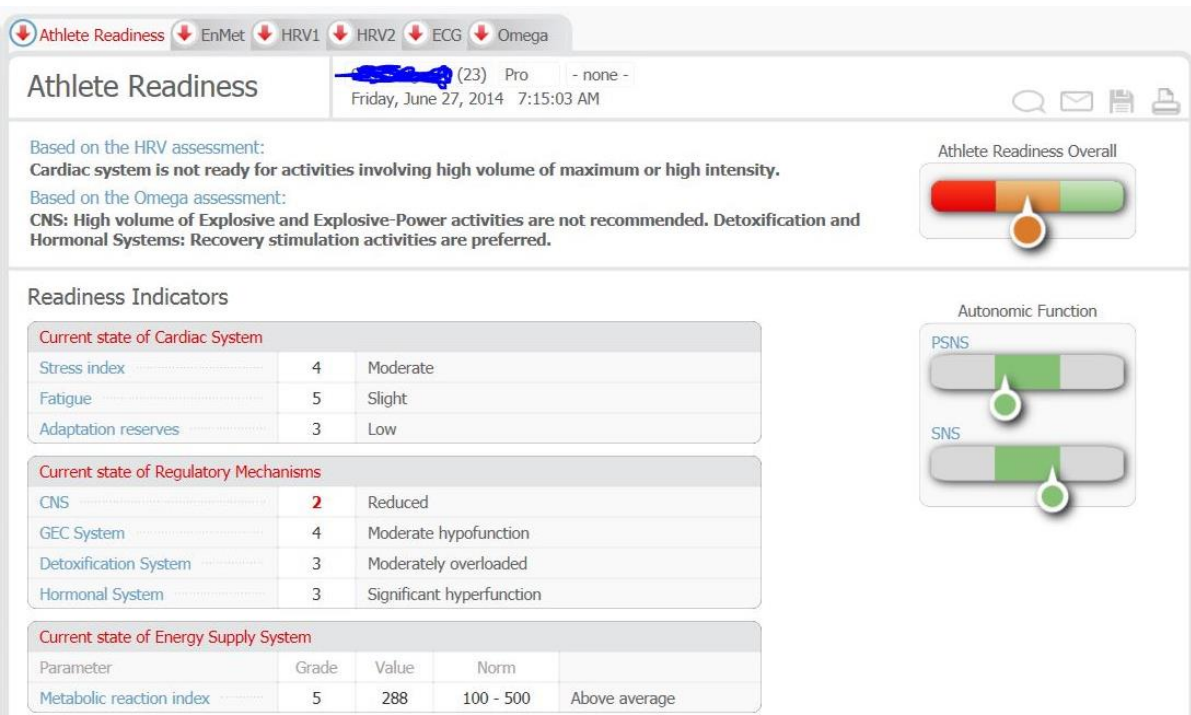 Athlete Readiness EnMet HRV1 HRV2 ECG Omega
Athlete Readiness
(23) Pro - none -
Friday, June 27, 2014 7:15:03 AM
Based on the HRV assessment:
Cardiac system is not ready for activities involving high volume of maximum or high intensity.
Based on the Omega assessment:
CNS: High volume of Explosive and Explosive-Power activities are not recommended. Detoxification and
Hormonal Systems: Recovery stimulation activities are preferred.
Athlete Readiness Overall
Readiness Indicators
Current state of Cardiac System
Stress index 4 Moderate
Fatigue 5 Slight
Adaptation reserves 3 Low
Current state of Regulatory Mechanisms
CNS 2 Reduced
GEC System 4 Moderate hypofunction
Detoxification System 3 Moderately overloaded
Hormonal System 3 Significant hyperfunction
Current state of Energy Supply System
Parameter Grade Value Norm
Metabolic reaction index 5 288 100 - 500 Above average
Autonomic Function
PSNS
SNS